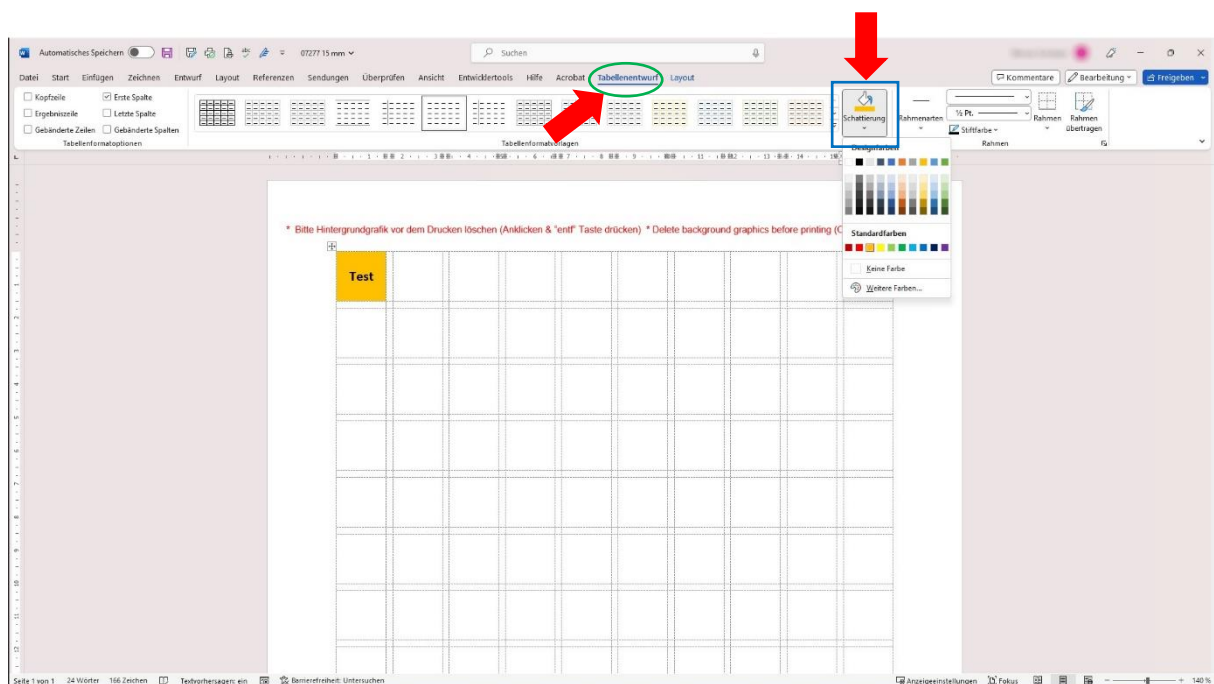 Automatisches Speichern
07277 15 mm
Suchen
Datei Start Einfügen Zeichnen Entwurf Layout Referenzen Sendungen Überprüfen Ansicht Entwicklertools Hilfe Acrobat Tabellenentwurf Layout
Kommentare Bearbeitung Freigeben
Kopfzeile Erste Spalte
Ergebniszeile Letzte Spalte
Gebänderte Zeilen Gebänderte Spalten
Tabellenformatoptionen
Tabellenformatvorlagen
Schattierung
Rahmenarten
½ Pt.
Stiftfarbe
Rahmen
Rahmen übertragen
Rahmen
Designfarben
Standardfarben
Keine Farbe
Weitere Farben...
* Bitte Hintergrundgrafik vor dem Drucken löschen (Anklicken & "entf" Taste drücken) * Delete background graphics before printing
Test
Seite 1 von 1 24 Wörter 166 Zeichen Textvorhersagen: ein Barrierefreiheit: Untersuchen
Anzeigeeinstellungen Fokus 140 %